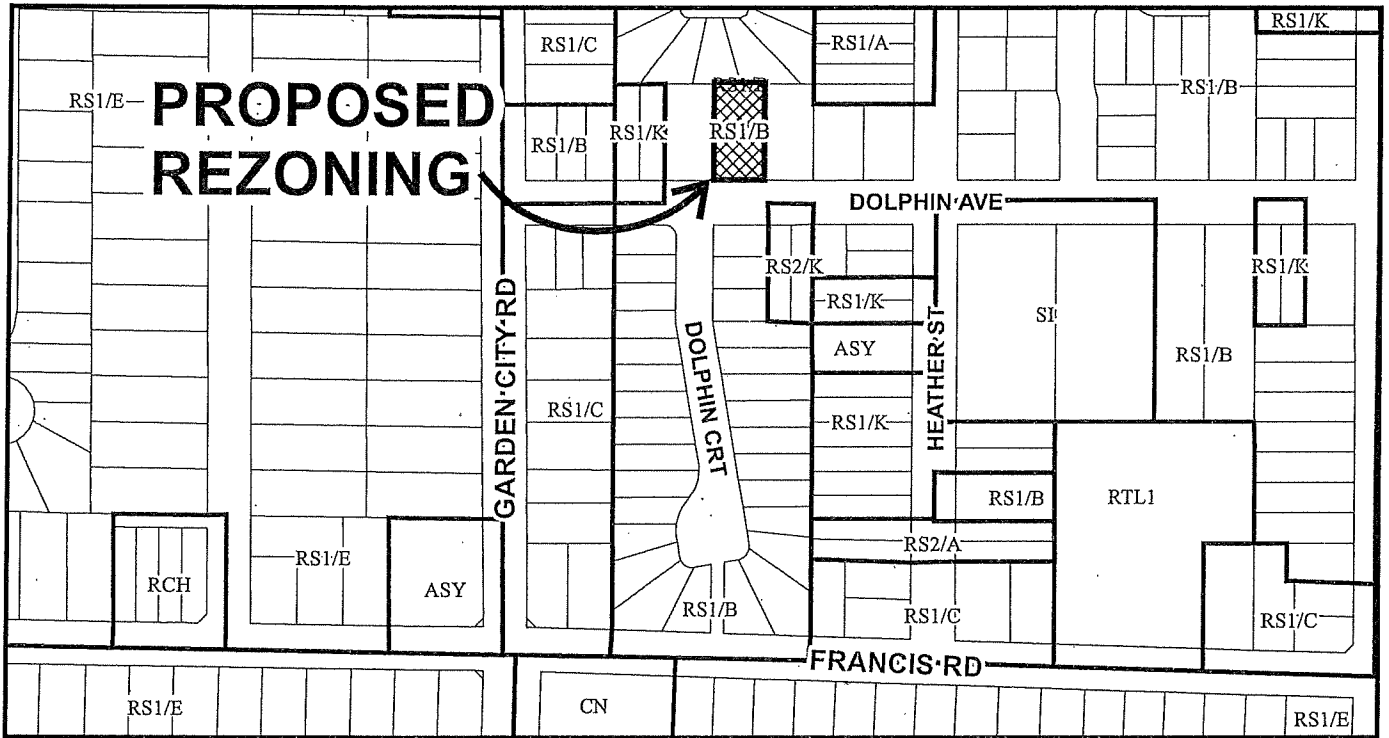 RS1/K
RS1/C
RS1/A
RS1/E
PROPOSED
REZONING
RS1/B
RS1/K
RS1/B
RS1/B
DOLPHIN AVE
RS2/K
RS1/K
RS1/K
GARDEN CITY RD
DOLPHIN CRT
HEATHER ST
SI
ASY
RS1/B
RS1/C
RS1/K
RS1/B
RTL1
RS2/A
RS1/E
RCH
ASY
RS1/B
RS1/C
RS1/C
FRANCIS RD
RS1/E
CN
RS1/E